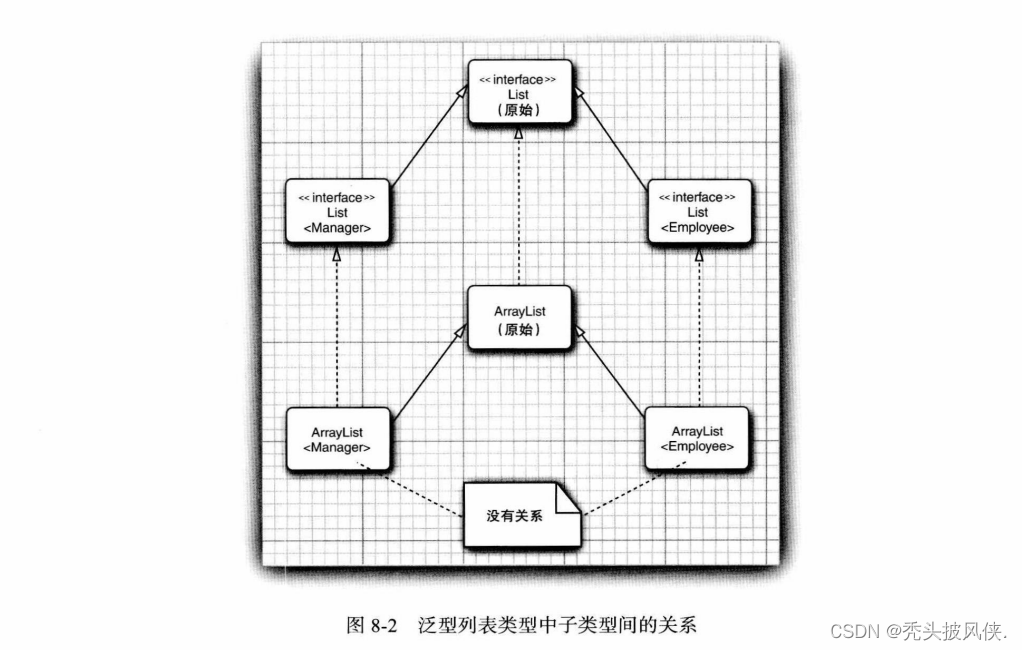 << interface>>
List
(原始)
<< interface>>
List
<Manager>
<< interface>>
List
<Employee>
ArrayList
(原始)
ArrayList
<Manager>
ArrayList
<Employee>
没有关系
图 8-2 泛型列表类型中子类型间的关系
CSDN @秃头披风侠.